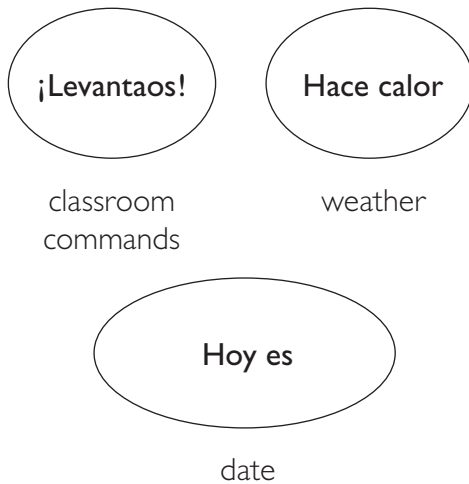 ¡Levantaos!
Hace calor
classroom
commands
weather
Hoy es
date